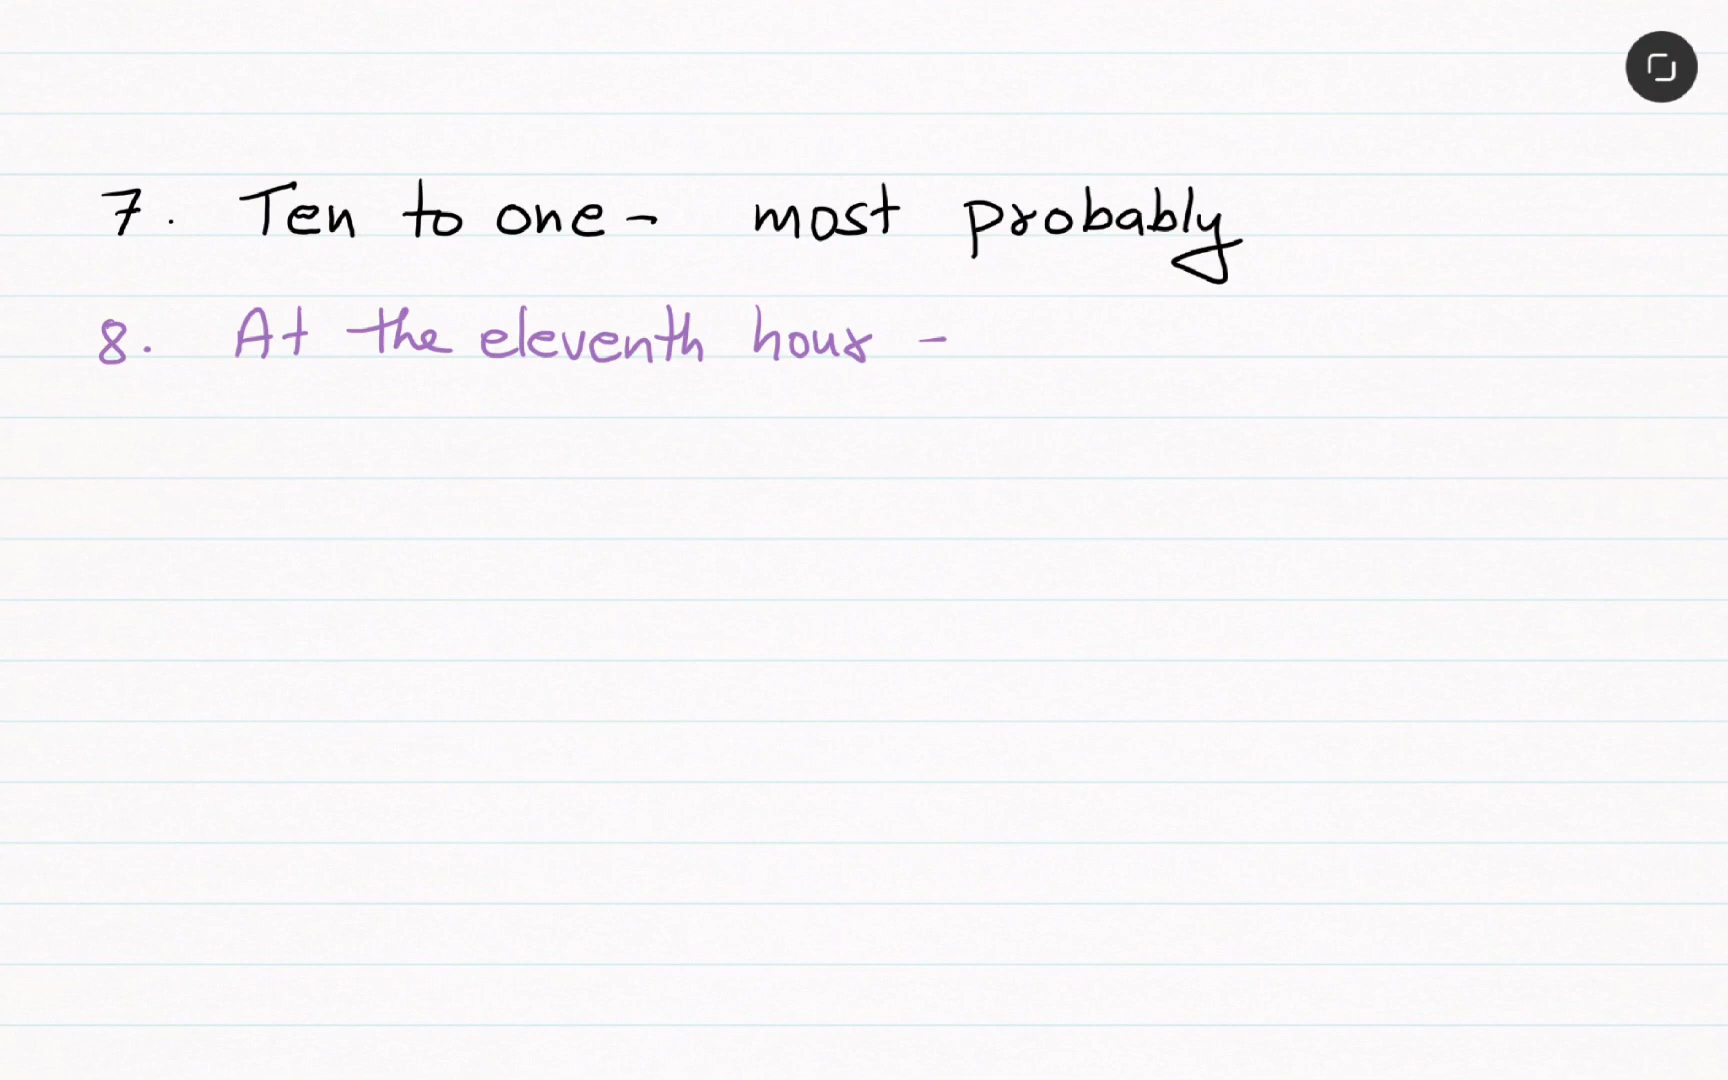 7. Ten to one - most probably
8. At the eleventh hour -